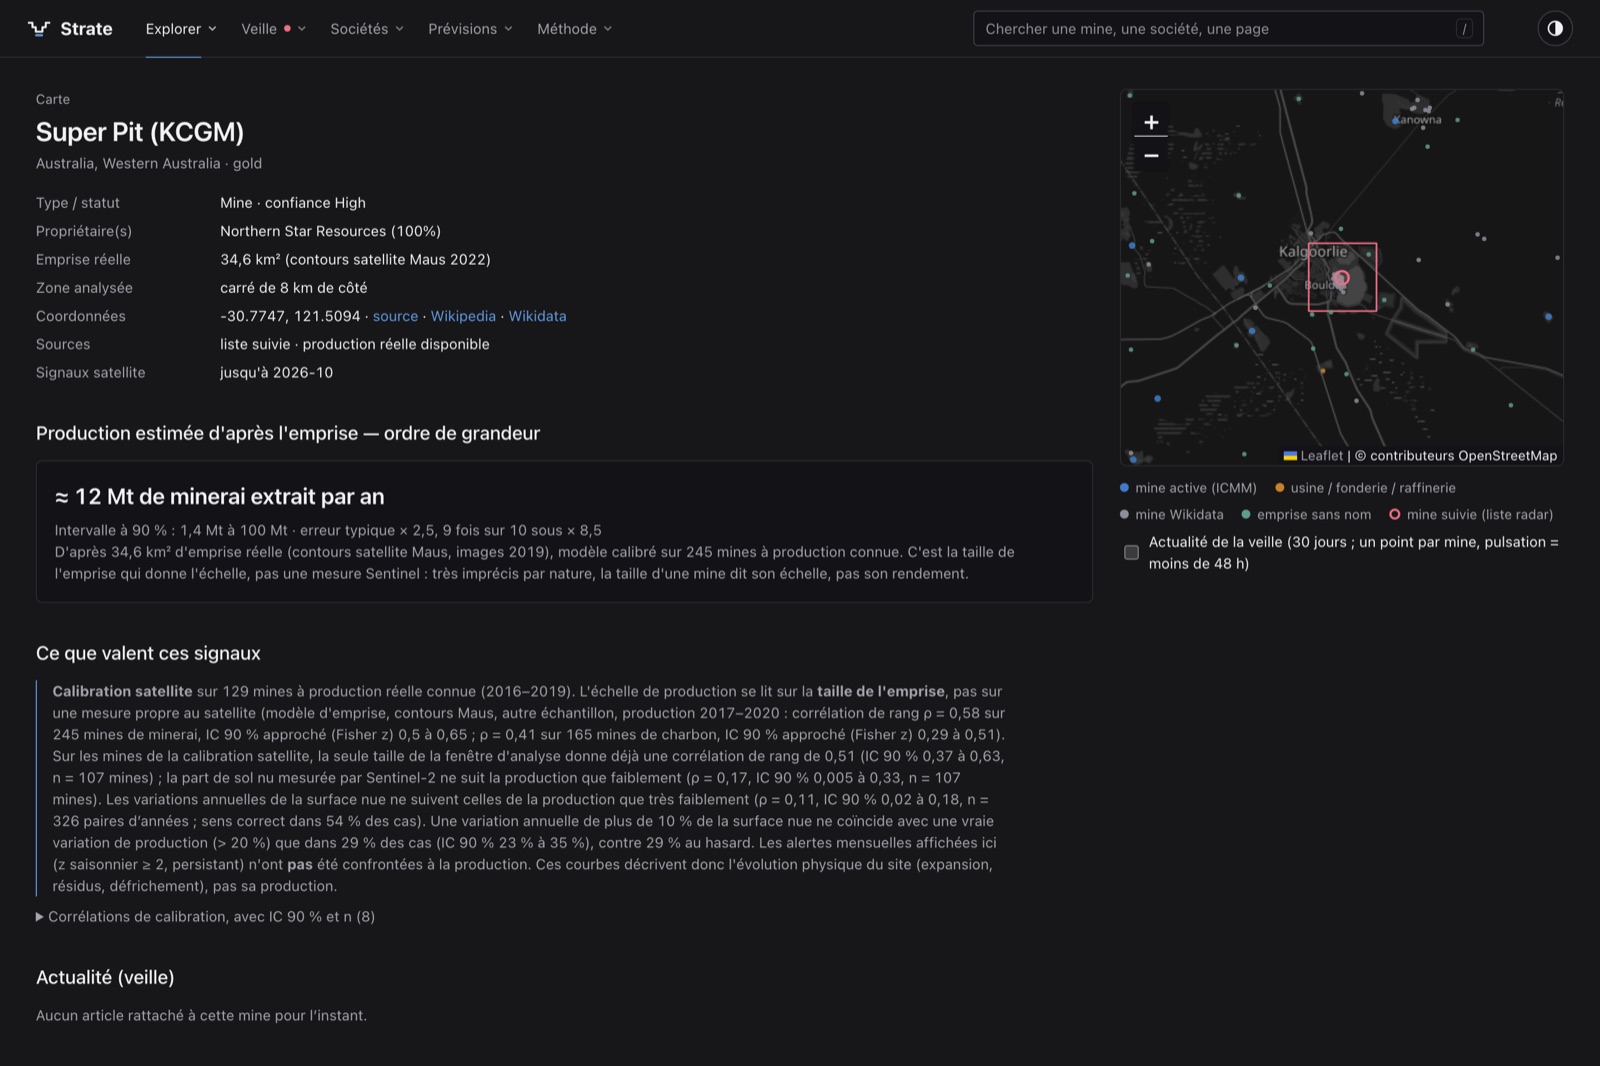 Strate
Explorer
Veille
Sociétés
Prévisions
Méthode
Chercher une mine, une société, une page
/
Carte
Super Pit (KCGM)
Australia, Western Australia · gold
Type / statut Mine · confiance High
Propriétaire(s) Northern Star Resources (100%)
Emprise réelle 34,6 km² (contours satellite Maus 2022)
Zone analysée carré de 8 km de côté
Coordonnées -30.7747, 121.5094 · source · Wikipedia · Wikidata
Sources liste suivie · production réelle disponible
Signaux satellite jusqu'à 2026-10
Production estimée d'après l'emprise — ordre de grandeur
≈ 12 Mt de minerai extrait par an
Intervalle à 90 % : 1,4 Mt à 100 Mt · erreur typique × 2,5, 9 fois sur 10 sous × 8,5
D'après 34,6 km² d'emprise réelle (contours satellite Maus, images 2019), modèle calibré sur 245 mines à production connue. C'est la taille de
l'emprise qui donne l'échelle, pas une mesure Sentinel : très imprécis par nature, la taille d'une mine dit son échelle, pas son rendement.
Ce que valent ces signaux
Calibration satellite sur 129 mines à production réelle connue (2016–2019). L'échelle de production se lit sur la taille de l'emprise, pas sur
une mesure propre au satellite (modèle d'emprise, contours Maus, autre échantillon, production 2017–2020 : corrélation de rang ρ = 0,58 sur
245 mines de minerai, IC 90 % approché (Fisher z) 0,5 à 0,65 ; ρ = 0,41 sur 165 mines de charbon, IC 90 % approché (Fisher z) 0,29 à 0,51).
Sur les mines de la calibration satellite, la seule taille de la fenêtre d'analyse donne déjà une corrélation de rang de 0,51 (IC 90 % 0,37 à 0,63,
n = 107 mines) ; la part de sol nu mesurée par Sentinel-2 ne suit la production que faiblement (ρ = 0,17, IC 90 % 0,005 à 0,33, n = 107
mines). Les variations annuelles de la surface nue ne suivent celles de la production que très faiblement (ρ = 0,11, IC 90 % 0,02 à 0,18, n =
326 paires d’années ; sens correct dans 54 % des cas). Une variation annuelle de plus de 10 % de la surface nue ne coïncide avec une vraie
variation de production (> 20 %) que dans 29 % des cas (IC 90 % 23 % à 35 %), contre 29 % au hasard. Les alertes mensuelles affichées ici
(z saisonnier ≥ 2, persistant) n'ont pas été confrontées à la production. Ces courbes décrivent donc l'évolution physique du site (expansion,
résidus, défrichement), pas sa production.
Corrélations de calibration, avec IC 90 % et n (8)
Actualité (veille)
Aucun article rattaché à cette mine pour l’instant.
+
−
Kanowna
Kalgoorlie
Leaflet | © contributeurs OpenStreetMap
mine active (ICMM)
usine / fonderie / raffinerie
mine Wikidata
emprise sans nom
mine suivie (liste radar)
Actualité de la veille (30 jours ; un point par mine, pulsation =
moins de 48 h)